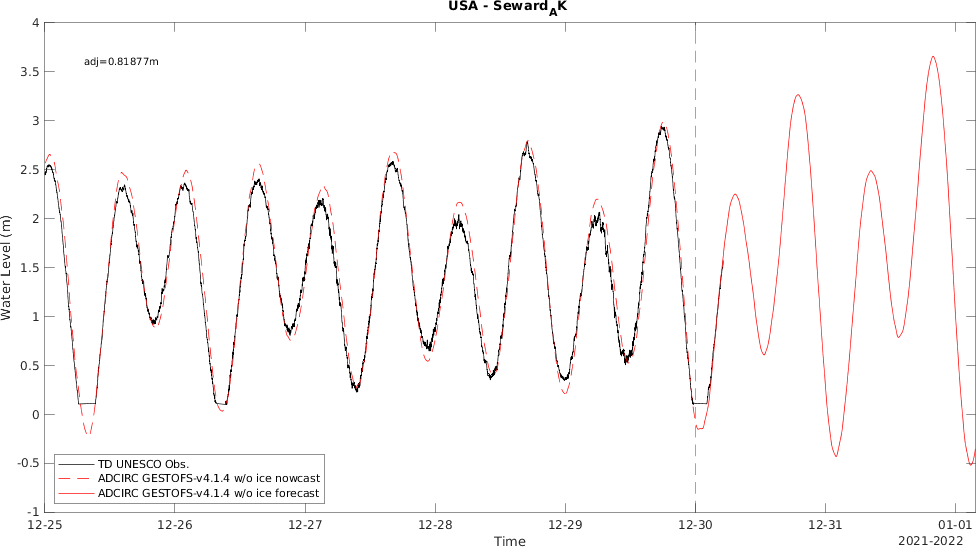 USA - Seward_AK
4
3.5
3
2.5
2
1.5
1
0.5
0
-0.5
-1
Water Level (m)
adj=0.81877m
TD UNESCO Obs.
ADCIRC GESTOFS-v4.1.4 w/o ice nowcast
ADCIRC GESTOFS-v4.1.4 w/o ice forecast
12-25 12-26 12-27 12-28 12-29 12-30 12-31 01-01
Time
2021-2022